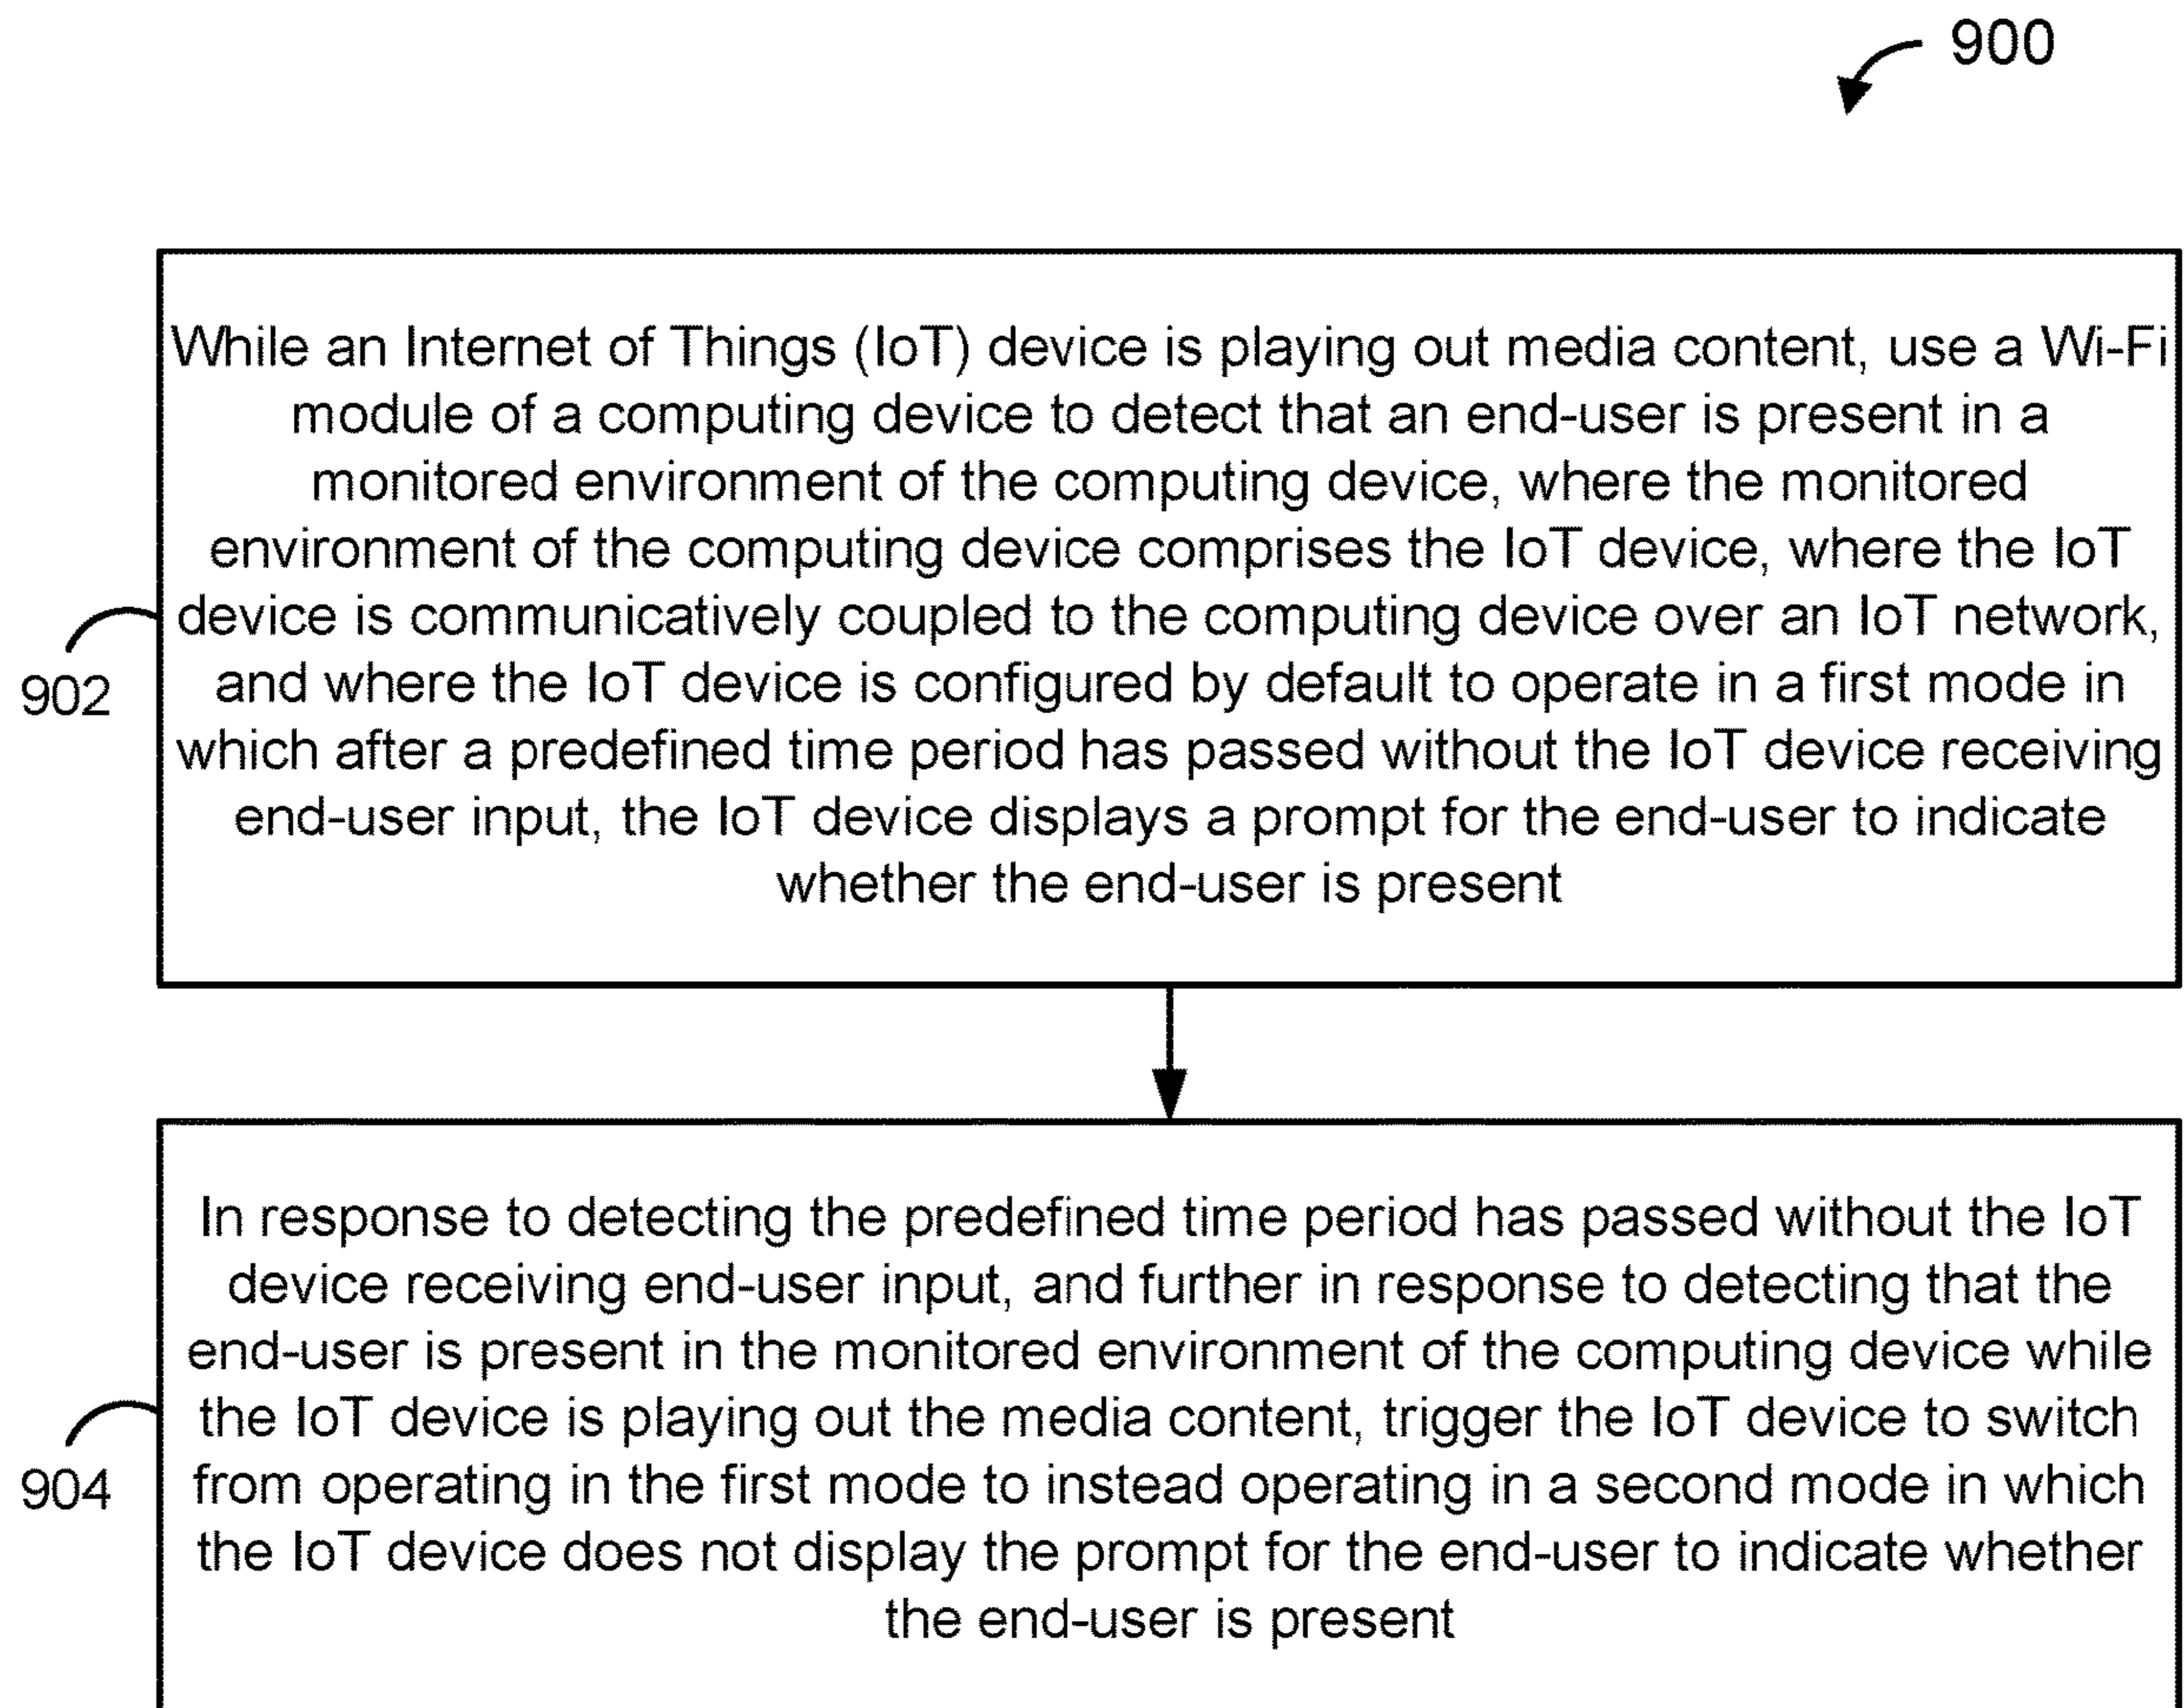 900
While an Internet of Things (IoT) device is playing out media content, use a Wi-Fi
module of a computing device to detect that an end-user is present in a
monitored environment of the computing device, where the monitored
environment of the computing device comprises the IoT device, where the IoT
device is communicatively coupled to the computing device over an IoT network,
and where the IoT device is configured by default to operate in a first mode in
which after a predefined time period has passed without the IoT device receiving
end-user input, the IoT device displays a prompt for the end-user to indicate
whether the end-user is present
902
In response to detecting the predefined time period has passed without the IoT
device receiving end-user input, and further in response to detecting that the
end-user is present in the monitored environment of the computing device while
the IoT device is playing out the media content, trigger the IoT device to switch
from operating in the first mode to instead operating in a second mode in which
the IoT device does not display the prompt for the end-user to indicate whether
the end-user is present
904